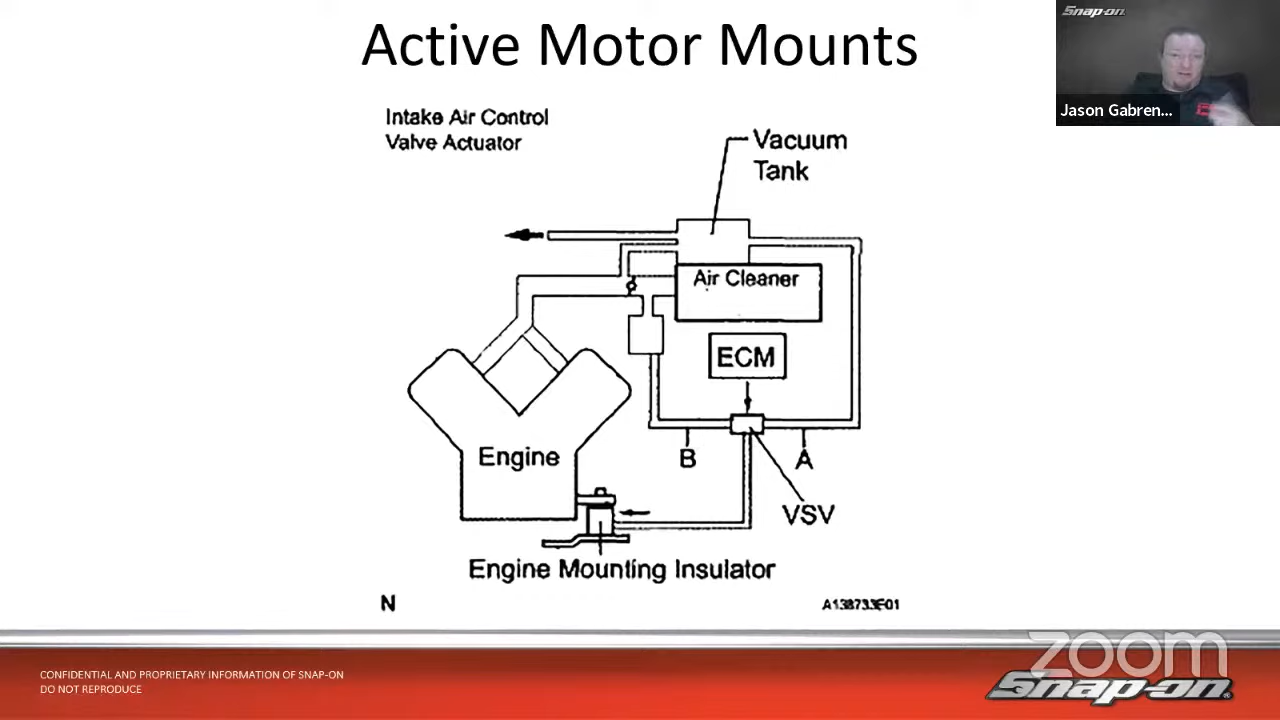 Active Motor Mounts
Snap-on
Jason Gabren...
Intake Air Control
Valve Actuator
Vacuum
Tank
Air Cleaner
ECM
Engine
B
A
VSV
Engine Mounting Insulator
N
A138733E01
CONFIDENTIAL AND PROPRIETARY INFORMATION OF SNAP-ON
DO NOT REPRODUCE
zoom
Snap-on